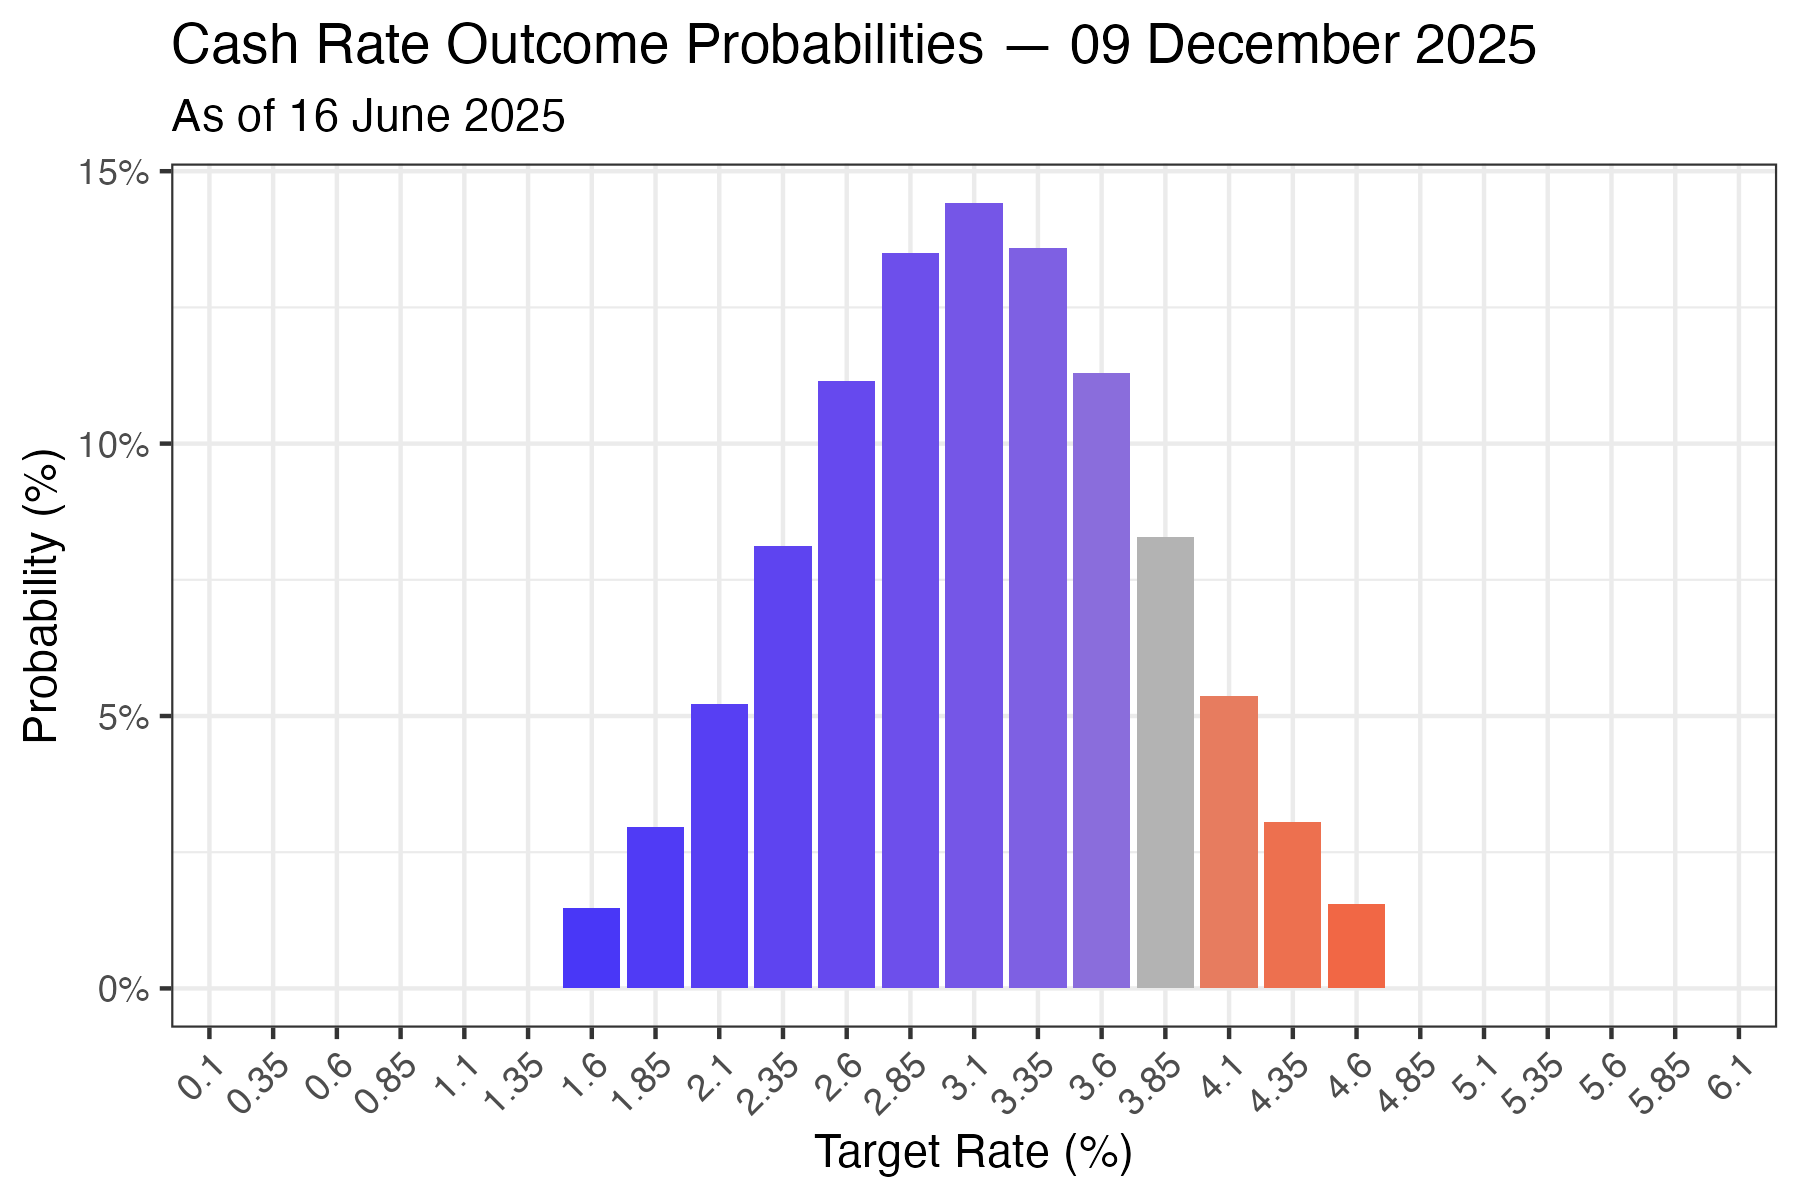 Cash Rate Outcome Probabilities — 09 December 2025
As of 16 June 2025
Probability (%)
15%
10%
5%
0%
0.1 0.35 0.6 0.85 1.1 1.35 1.6 1.85 2.1 2.35 2.6 2.85 3.1 3.35 3.6 3.85 4.1 4.35 4.6 4.85 5.1 5.35 5.6 5.85 6.1
Target Rate (%)